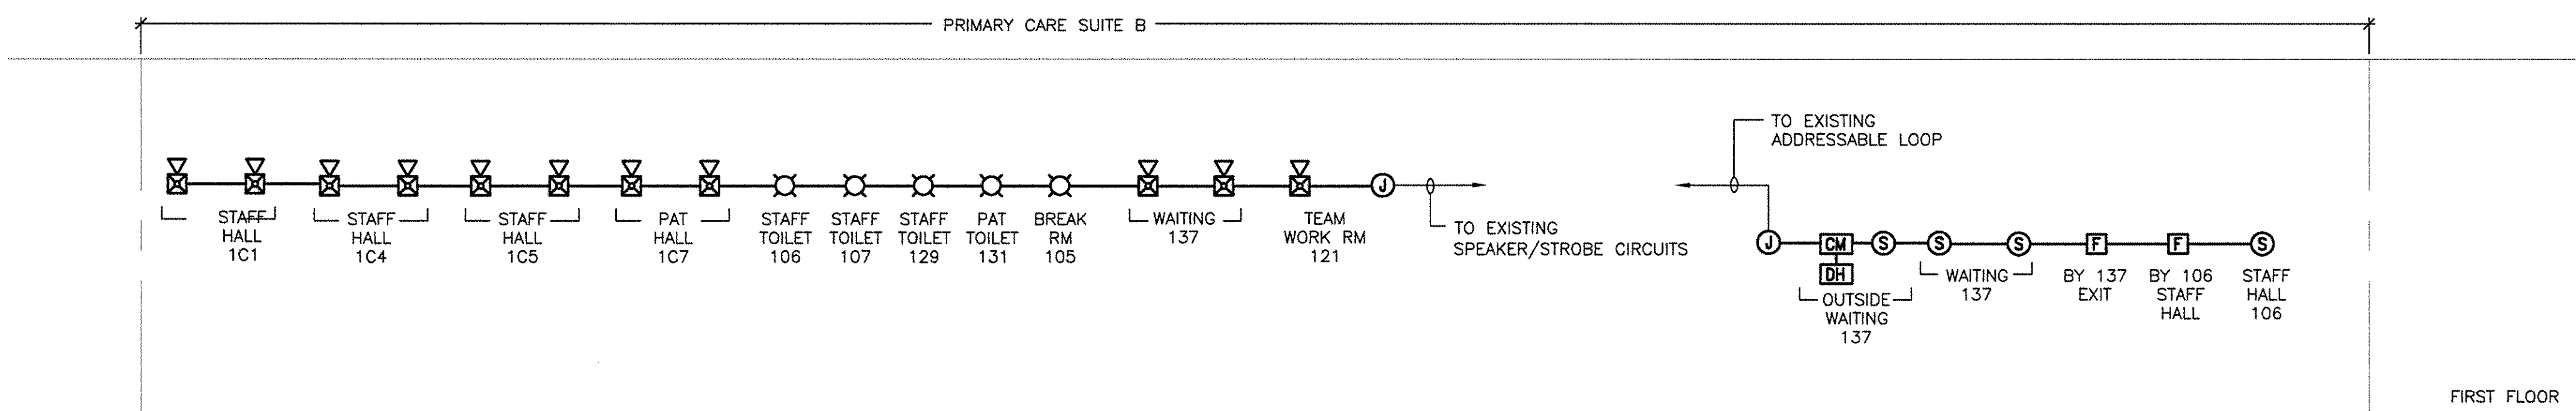 PRIMARY CARE SUITE B
TO EXISTING
ADDRESSABLE LOOP
J
STAFF
HALL
1C1
STAFF
HALL
1C4
STAFF
HALL
1C5
PAT
HALL
1C7
STAFF
TOILET
106
STAFF
TOILET
107
STAFF
TOILET
129
PAT
TOILET
131
BREAK
RM
105
WAITING
137
TEAM
WORK RM
121
TO EXISTING
SPEAKER/STROBE CIRCUITS
J
CM
S
S
S
F
F
S
DH
OUTSIDE
WAITING
137
WAITING
137
BY 137
EXIT
BY 106
STAFF
HALL
STAFF
HALL
106
FIRST FLOOR